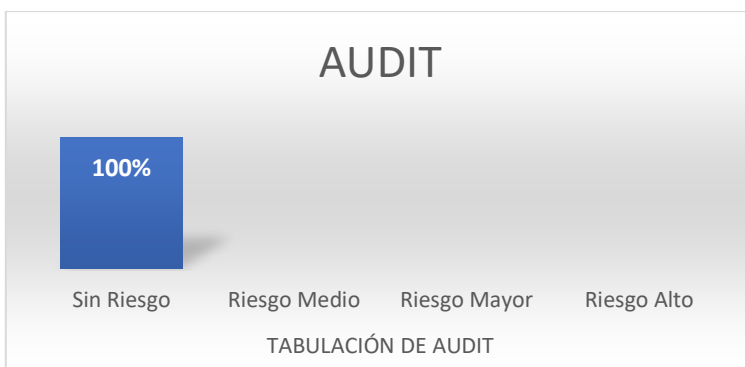 AUDIT
100%
Sin Riesgo Riesgo Medio Riesgo Mayor Riesgo Alto
TABULACIÓN DE AUDIT